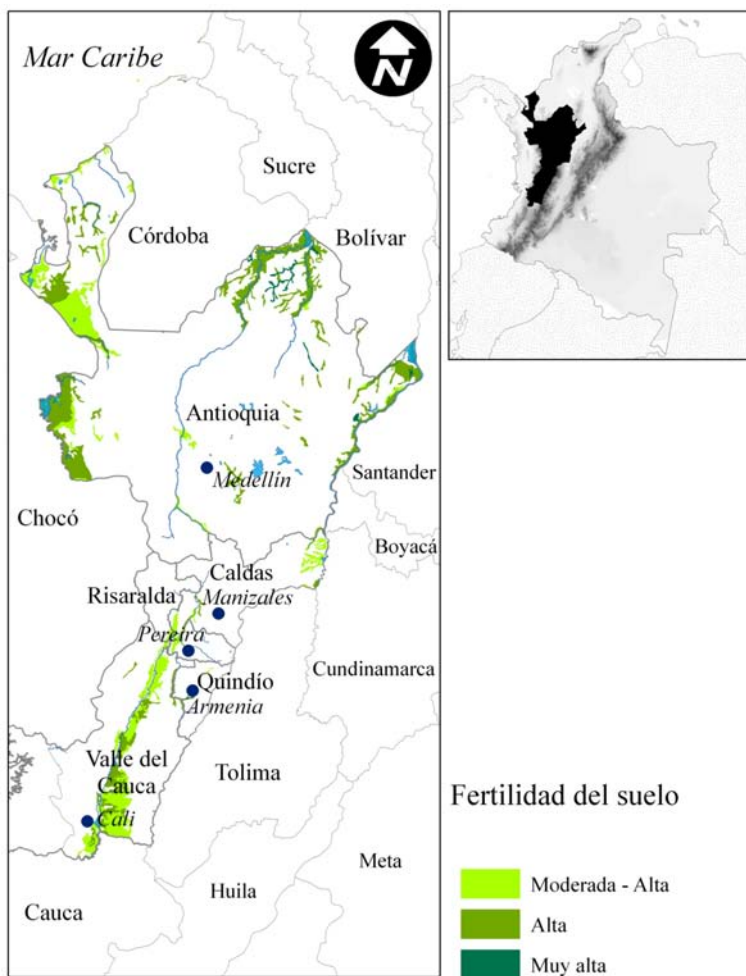 Mar Caribe
N
Sucre
Córdoba
Bolívar
Antioquia
Medellín
Santander
Chocó
Boyacá
Caldas
Risaralda
Manizales
Pereira
Cundinamarca
Quindío
Armenia
Valle del
Cauca
Tolima
Cali
Meta
Huila
Cauca
Fertilidad del suelo
Moderada - Alta
Alta
Muy alta